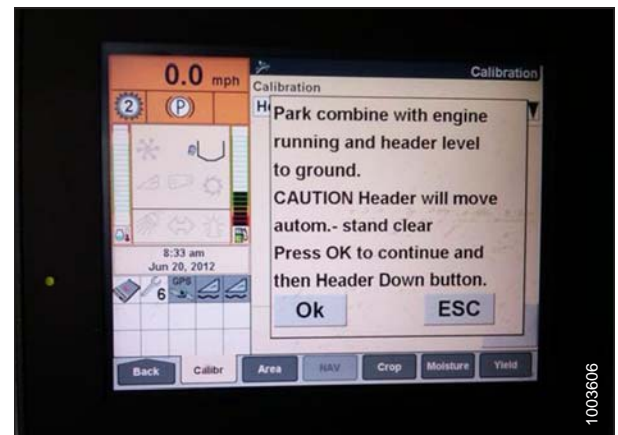 0.0 mph
Calibration
Calibration
2
P
He
Park combine with engine
running and header level
to ground.
CAUTION Header will move
autom.- stand clear
Press OK to continue and
then Header Down button.
Ok
ESC
8:33 am
Jun 20, 2012
6
GPS
Back
Calibr
Area
NAV
Crop
Moisture
Yield
1003606